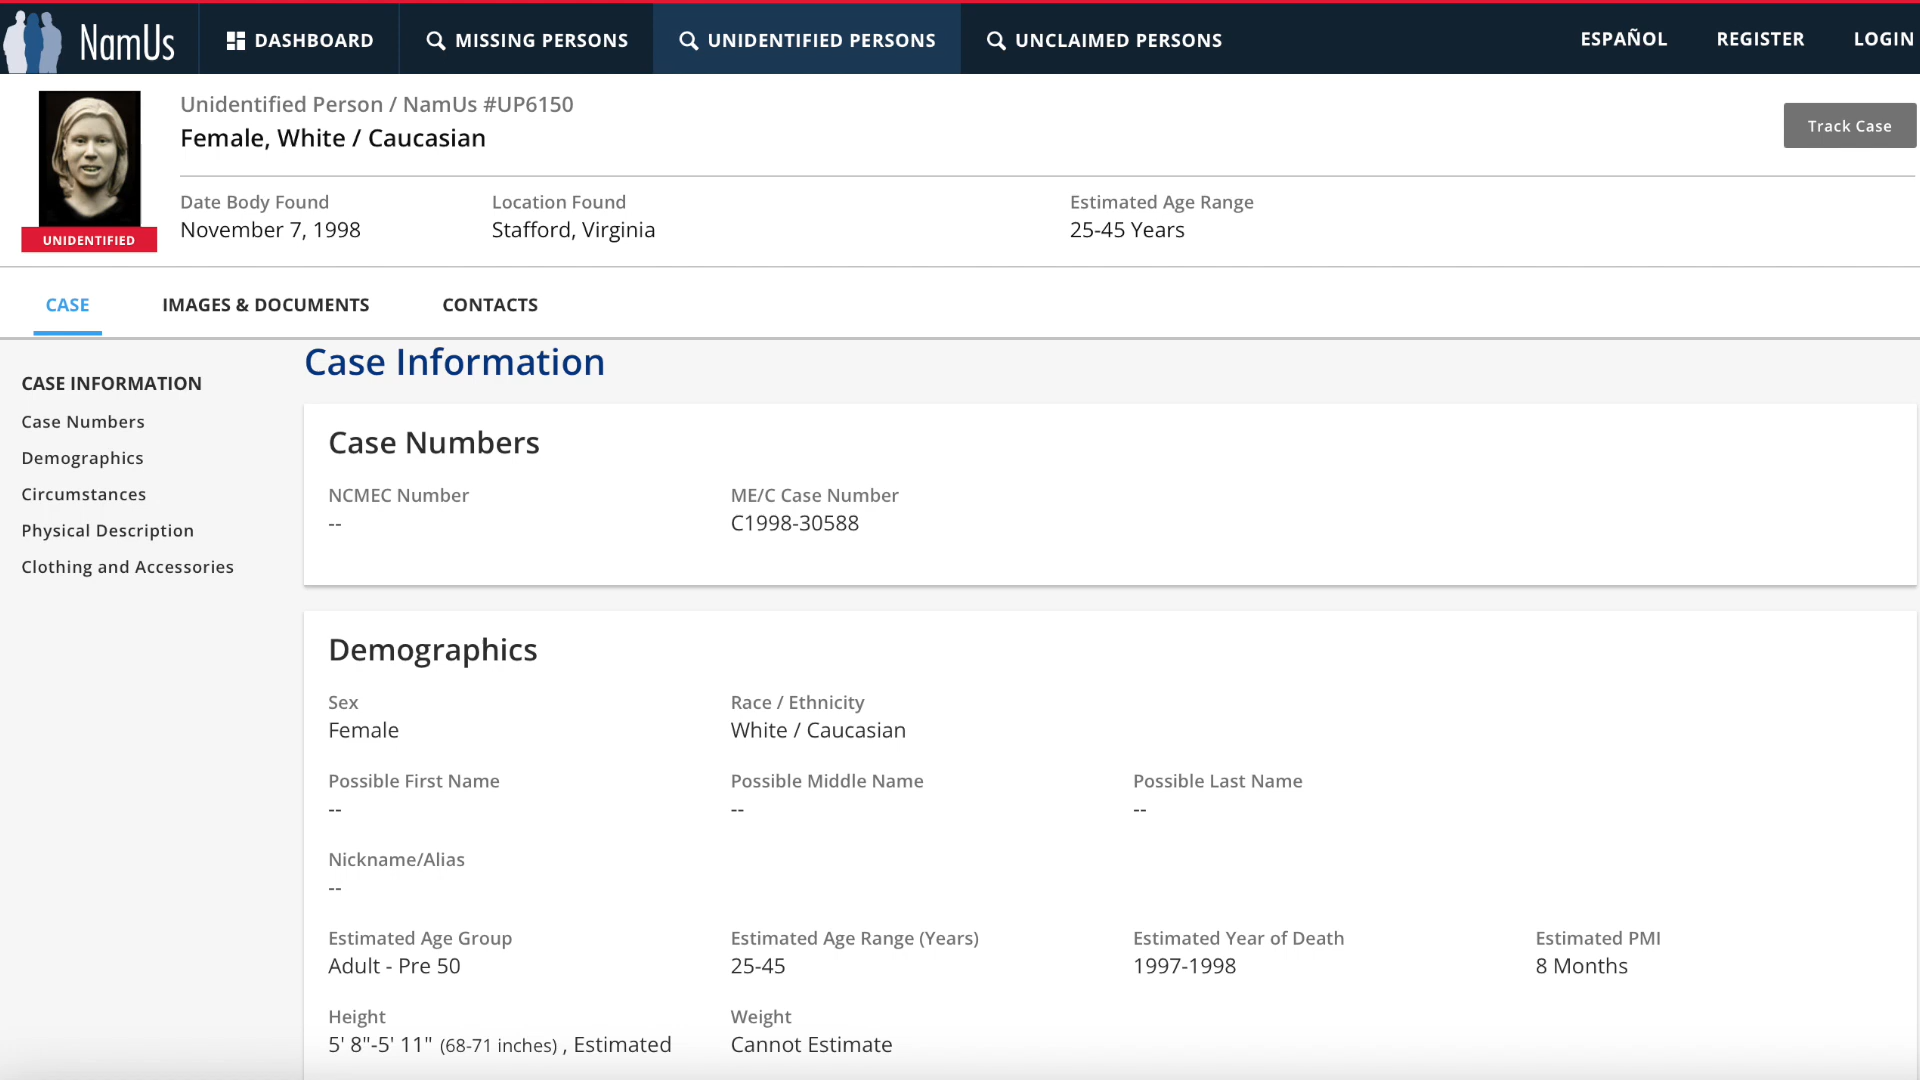 NamUs DASHBOARD MISSING PERSONS UNIDENTIFIED PERSONS UNCLAIMED PERSONS ESPAÑOL REGISTER LOGIN
Unidentified Person / NamUs #UP6150
Female, White / Caucasian
Track Case
Date Body Found Location Found Estimated Age Range
November 7, 1998 Stafford, Virginia 25-45 Years
UNIDENTIFIED
CASE IMAGES & DOCUMENTS CONTACTS
CASE INFORMATION
Case Numbers
Demographics
Circumstances
Physical Description
Clothing and Accessories
Case Information
Case Numbers
NCMEC Number ME/C Case Number
-- C1998-30588
Demographics
Sex Race / Ethnicity
Female White / Caucasian
Possible First Name Possible Middle Name Possible Last Name
-- -- --
Nickname/Alias
--
Estimated Age Group Estimated Age Range (Years) Estimated Year of Death Estimated PMI
Adult - Pre 50 25-45 1997-1998 8 Months
Height Weight
5' 8"-5' 11" (68-71 inches) , Estimated Cannot Estimate